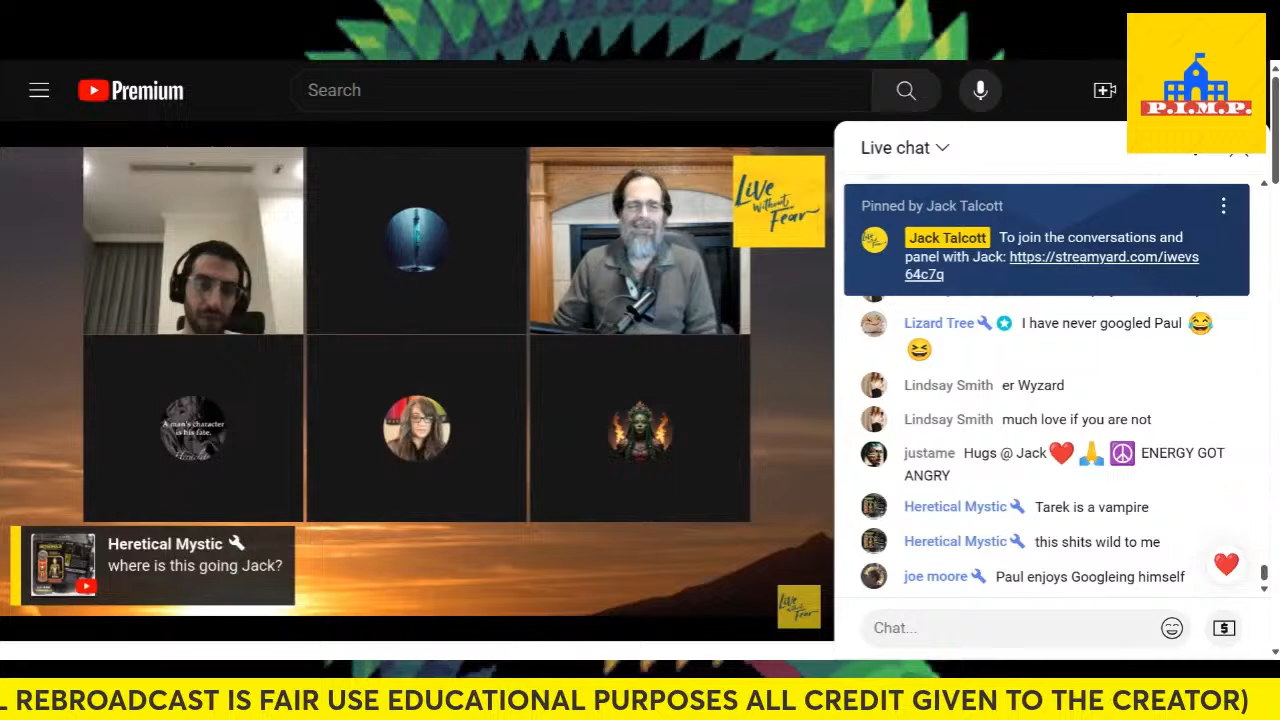 Premium
Search
P.I.M.P.
Live chat
Live
Without
Fear
Pinned by Jack Talcott
Jack Talcott To join the conversations and
panel with Jack: https://streamyard.com/iwevs
64c7q
Lizard Tree I have never googled Paul
Lindsay Smith er Wyzard
Lindsay Smith much love if you are not
justame Hugs @ Jack ENERGY GOT
ANGRY
Heretical Mystic Tarek is a vampire
Heretical Mystic this shits wild to me
joe moore Paul enjoys Googleing himself
Chat...
A man's character
is his fate.
Heretical Mystic
where is this going Jack?
Live
Without
Fear
L REBROADCAST IS FAIR USE EDUCATIONAL PURPOSES ALL CREDIT GIVEN TO THE CREATOR)